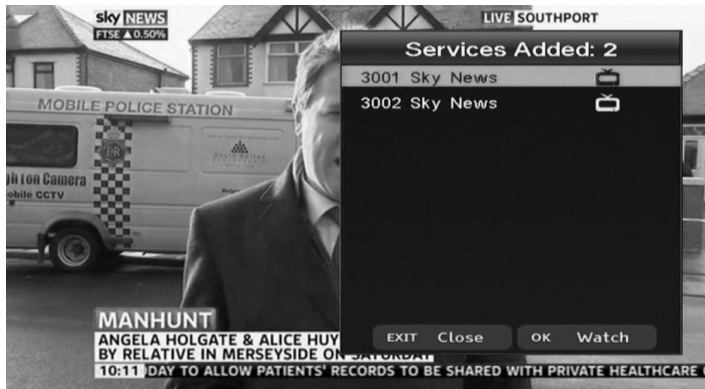 sky NEWS
FTSE ▲0.50%
LIVE SOUTHPORT
Services Added: 2
3001 Sky News
3002 Sky News
MOBILE POLICE STATION
Camera
obile CCTV
EXIT Close
OK Watch
MANHUNT
ANGELA HOLGATE & ALICE HUY
BY RELATIVE IN MERSEYSIDE ON SATURDAY
10:11 DAY TO ALLOW PATIENTS' RECORDS TO BE SHARED WITH PRIVATE HEALTHCARE